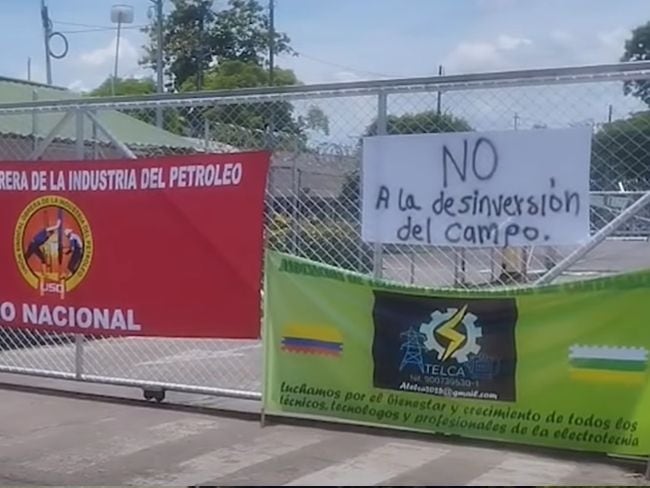 RERA DE LA INDUSTRIA DEL PETROLEO
USO
O NACIONAL
NO
A la desinversión
del campo.
ATELCA
luchamos por el bienestar y crecimiento de todos los
técnicos, tecnologos y profesionales de la electrotecnia